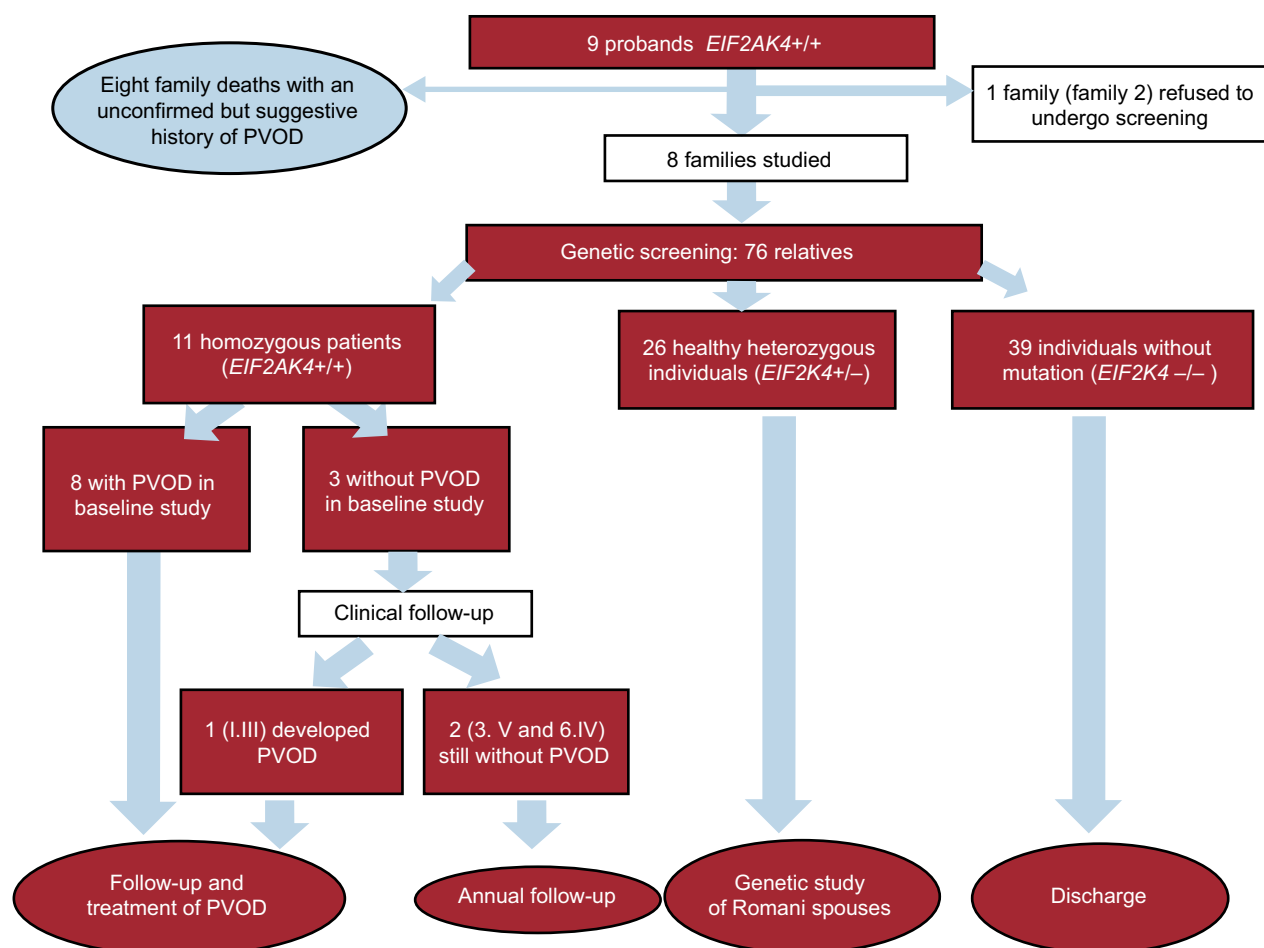 9 probands EIF2AK4+/+
Eight family deaths with an
unconfirmed but suggestive
history of PVOD
1 family (family 2) refused to
undergo screening
8 families studied
Genetic screening: 76 relatives
11 homozygous patients
(EIF2AK4+/+)
26 healthy heterozygous
individuals (EIF2K4+/–)
39 individuals without
mutation (EIF2K4 –/– )
8 with PVOD in
baseline study
3 without PVOD
in baseline study
Clinical follow-up
1 (I.III) developed
PVOD
2 (3. V and 6.IV)
still without PVOD
Follow-up and
treatment of PVOD
Annual follow-up
Genetic study
of Romani spouses
Discharge